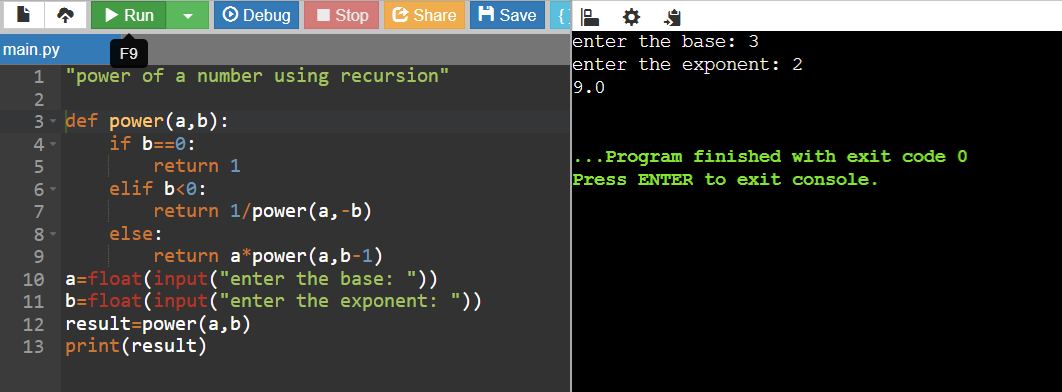 Run Debug Stop Share Save {}
main.py
F9
1 "power of a number using recursion"
2
3 def power(a,b):
4     if b==0:
5         return 1
6     elif b<0:
7         return 1/power(a,-b)
8     else:
9         return a*power(a,b-1)
10 a=float(input("enter the base: "))
11 b=float(input("enter the exponent: "))
12 result=power(a,b)
13 print(result)
enter the base: 3
enter the exponent: 2
9.0
...Program finished with exit code 0
Press ENTER to exit console.